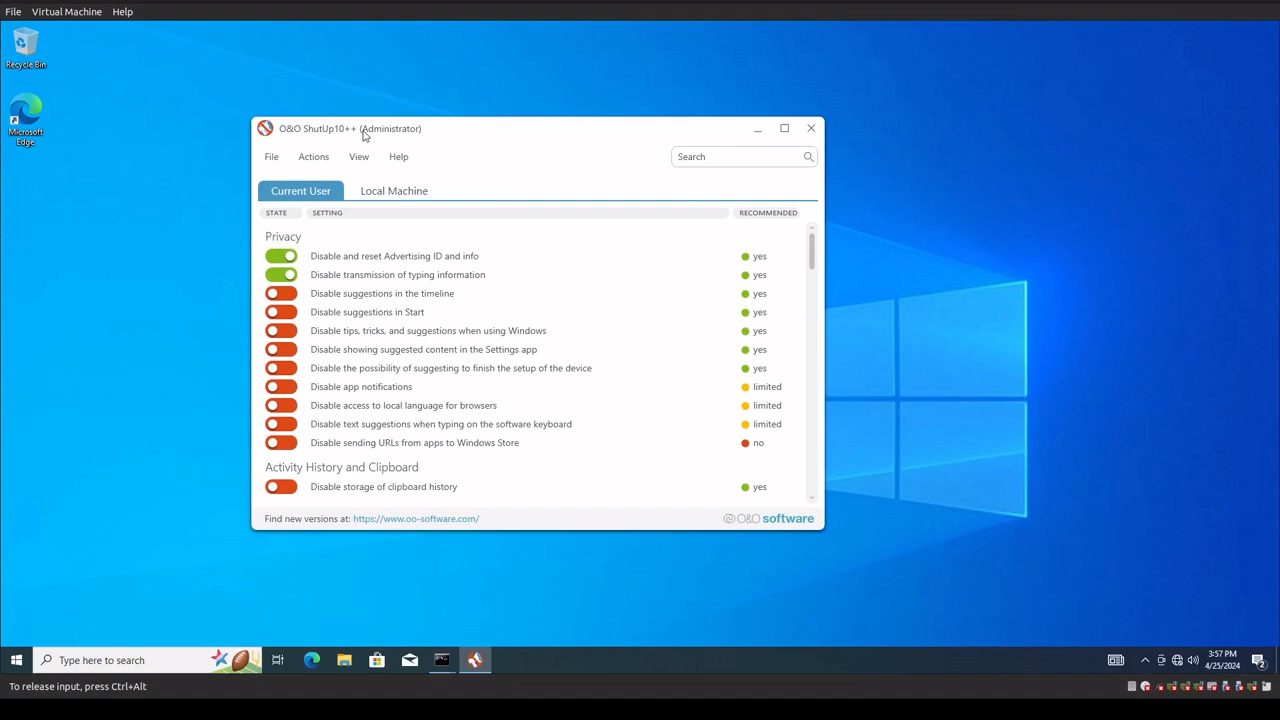 File Virtual Machine Help
Recycle Bin
Microsoft
Edge
O&O ShutUp10++ (Administrator)
File Actions View Help
Search
Current User Local Machine
STATE SETTING RECOMMENDED
Privacy
Disable and reset Advertising ID and info yes
Disable transmission of typing information yes
Disable suggestions in the timeline yes
Disable suggestions in Start yes
Disable tips, tricks, and suggestions when using Windows yes
Disable showing suggested content in the Settings app yes
Disable the possibility of suggesting to finish the setup of the device yes
Disable app notifications limited
Disable access to local language for browsers limited
Disable text suggestions when typing on the software keyboard limited
Disable sending URLs from apps to Windows Store no
Activity History and Clipboard
Disable storage of clipboard history yes
Find new versions at: https://www.oo-software.com/ O&O software
Type here to search
3:57 PM
4/25/2024
2
To release input, press Ctrl+Alt